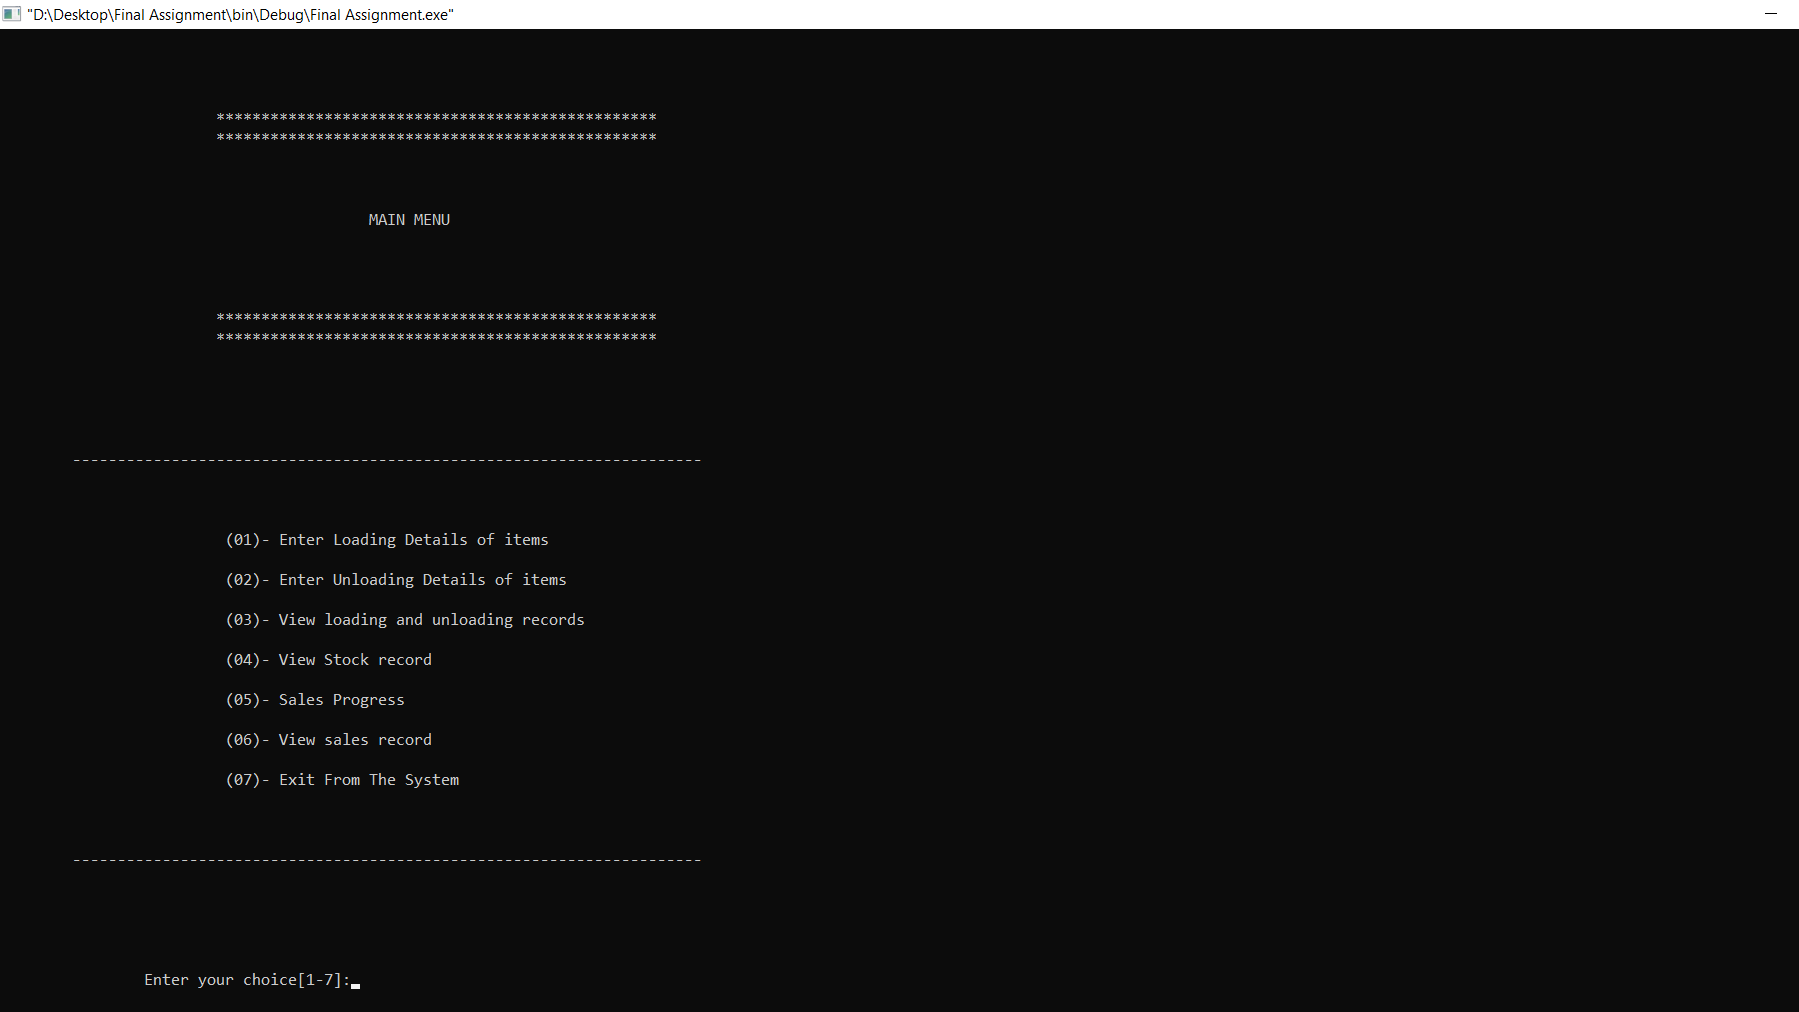 "D:\Desktop\Final Assignment\bin\Debug\Final Assignment.exe"
*************************************************
*************************************************
MAIN MENU
*************************************************
*************************************************
----------------------------------------------------------------------
(01)- Enter Loading Details of items
(02)- Enter Unloading Details of items
(03)- View loading and unloading records
(04)- View Stock record
(05)- Sales Progress
(06)- View sales record
(07)- Exit From The System
----------------------------------------------------------------------
Enter your choice[1-7]: